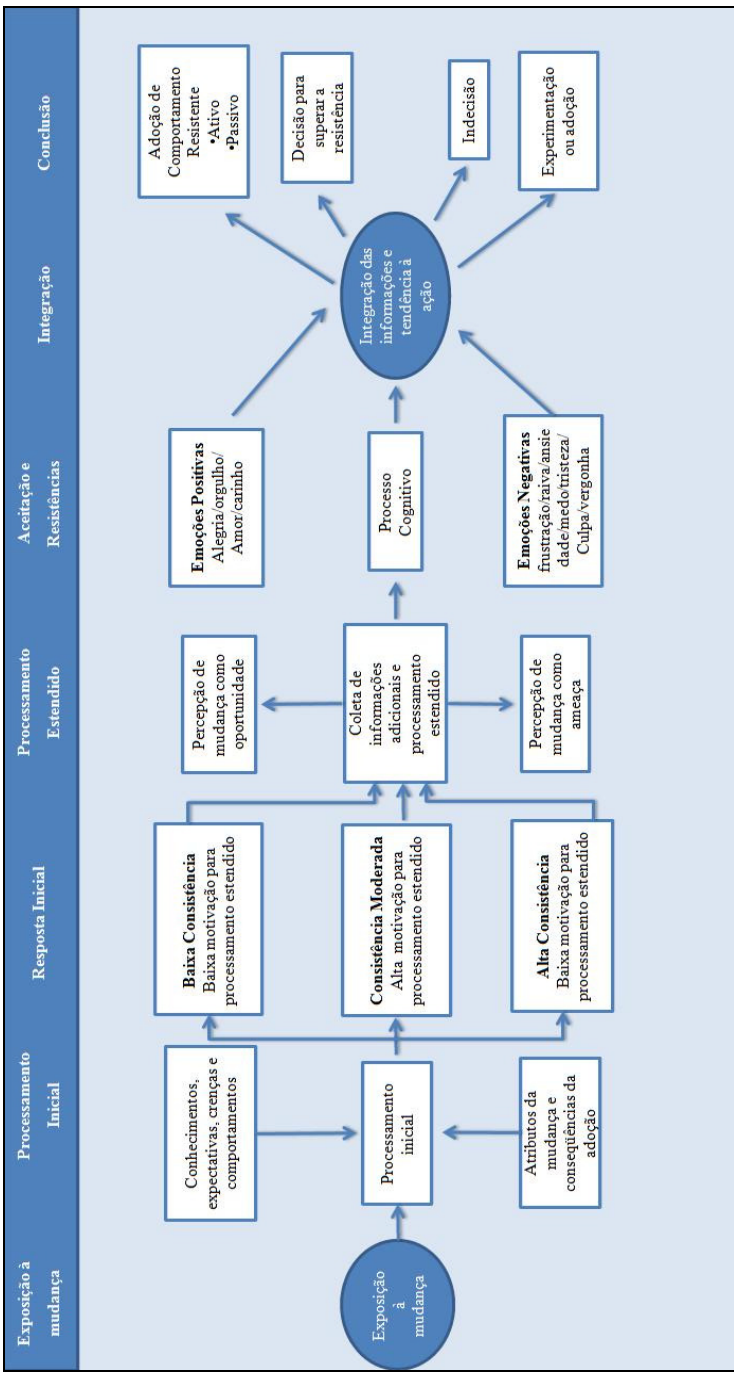 Exposição à
mudança
Processamento
Inicial
Resposta Inicial
Processamento
Estendido
Aceitação e
Resistências
Integração
Conclusão
Exposição
à
mudança
Conhecimentos,
expectativas, crenças e
comportamentos
Processamento
inicial
Atributos da
mudança e
conseqüências da
adoção
Baixa Consistência
Baixa motivação para
processamento estendido
Consistência Moderada
Alta motivação para
processamento estendido
Alta Consistência
Baixa motivação para
processamento estendido
Percepção de
mudança como
oportunidade
Coleta de
informações
adicionais e
processamento
estendido
Percepção de
mudança como
ameaça
Emoções Positivas
Alegria/orgulho/
Amor/carinho
Processo
Cognitivo
Emoções Negativas
frustração/raiva/ansie
dade/medo/tristeza/
Culpa/vergonha
Integração das
informações e
tendência à
ação
Adoção de
Comportamento
Resistente
•Ativo
•Passivo
Decisão para
superar a
resistência
Indecisão
Experimentação
ou adoção